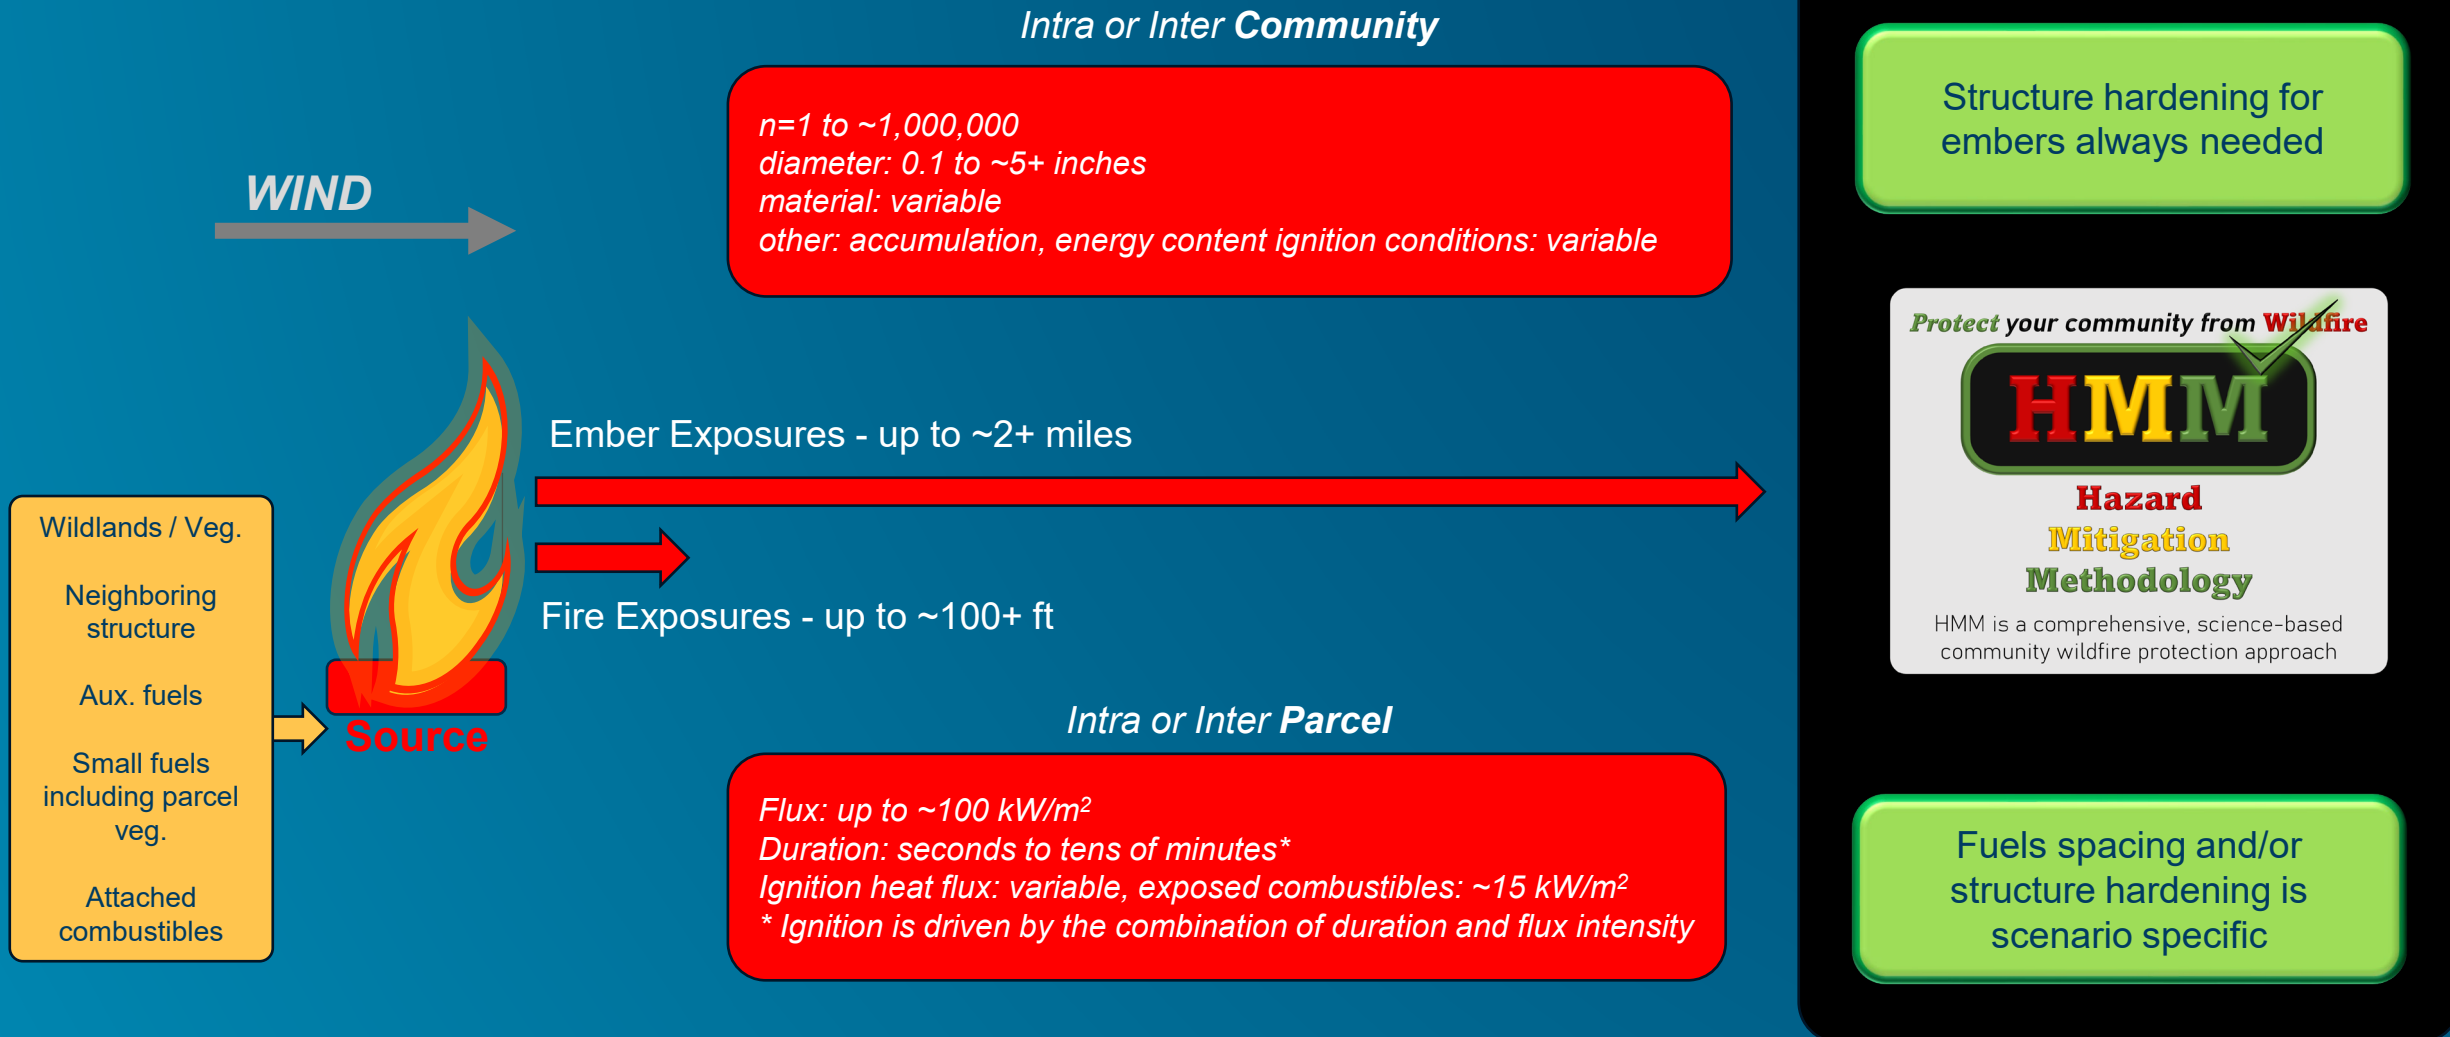 Intra or Inter Community
n=1 to ~1,000,000
diameter: 0.1 to ~5+ inches
material: variable
other: accumulation, energy content ignition conditions: variable
WIND
Ember Exposures - up to ~2+ miles
Fire Exposures - up to ~100+ ft
Wildlands / Veg.
Neighboring
structure
Aux. fuels
Small fuels
including parcel
veg.
Attached
combustibles
Source
Intra or Inter Parcel
Flux: up to ~100 kW/m²
Duration: seconds to tens of minutes*
Ignition heat flux: variable, exposed combustibles: ~15 kW/m²
* Ignition is driven by the combination of duration and flux intensity
Structure hardening for
embers always needed
Protect your community from Wildfire
HMM
Hazard
Mitigation
Methodology
HMM is a comprehensive, science-based
community wildfire protection approach
Fuels spacing and/or
structure hardening is
scenario specific